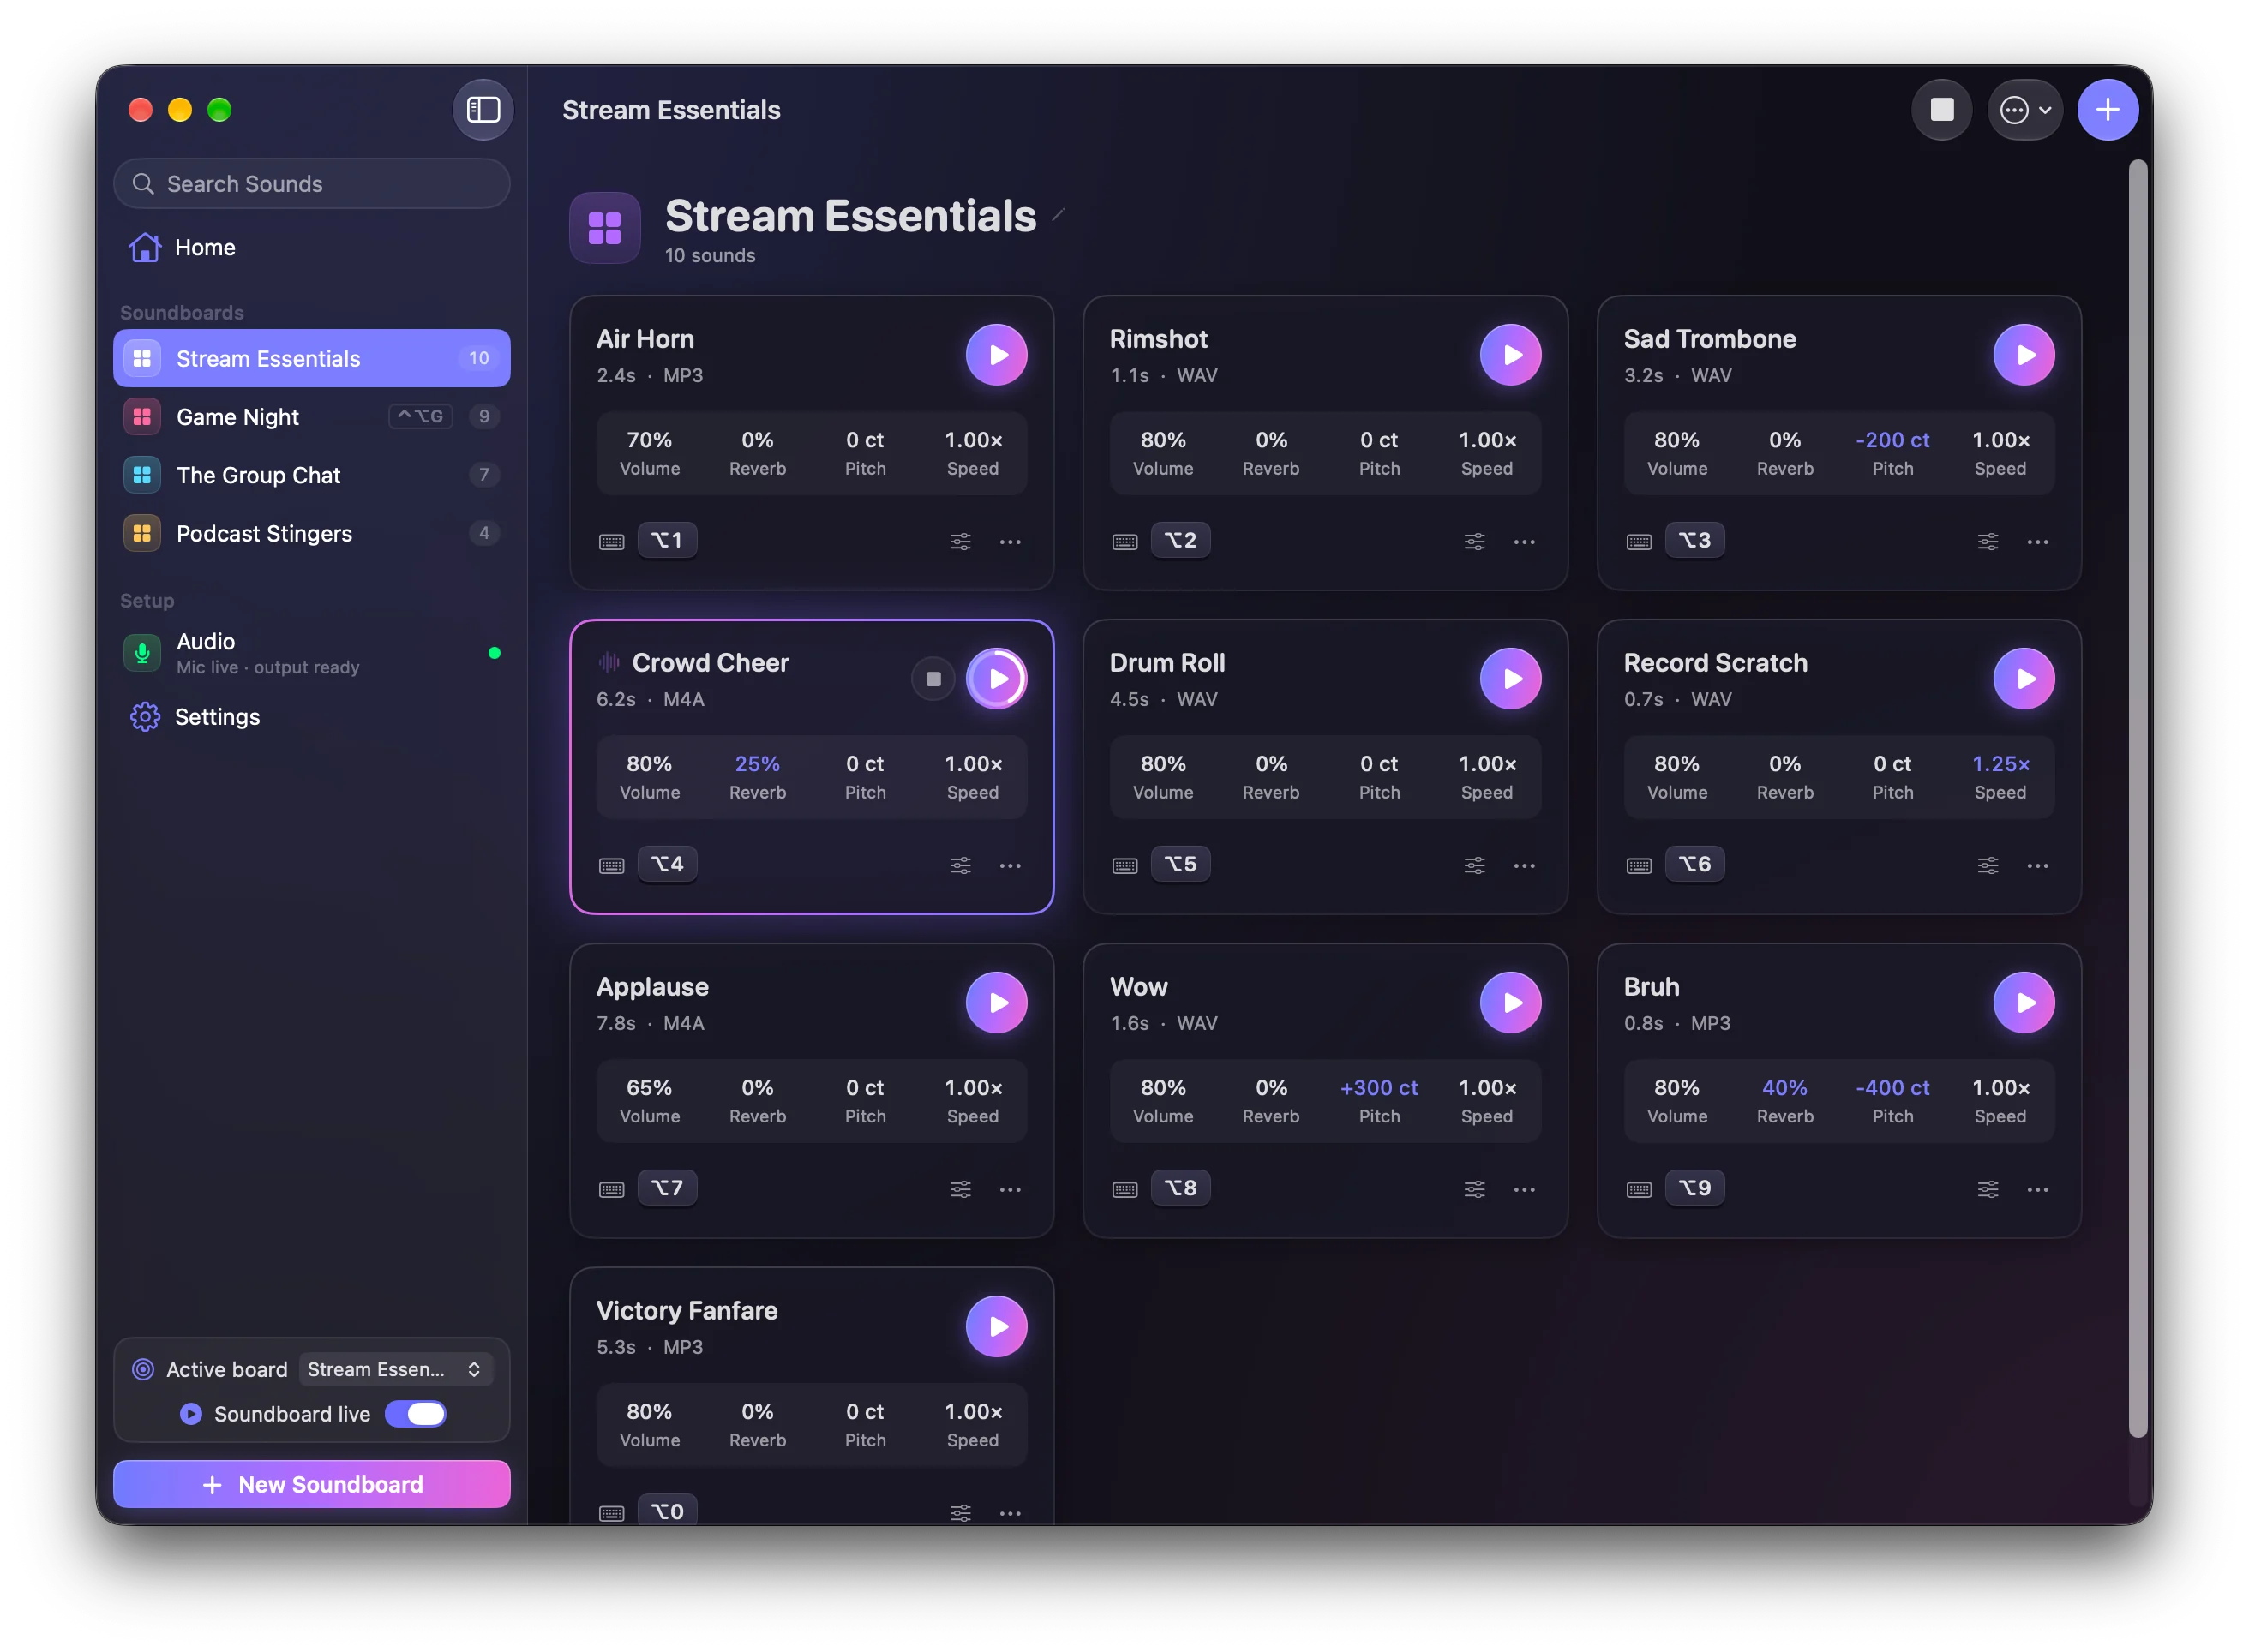 Stream Essentials
Search Sounds
Home
Soundboards
Stream Essentials 10
Game Night ^⌥G 9
The Group Chat 7
Podcast Stingers 4
Setup
Audio
Mic live · output ready
Settings
Active board Stream Essen...
Soundboard live
+ New Soundboard
Stream Essentials
10 sounds
Air Horn
2.4s · MP3
70% 0% 0 ct 1.00×
Volume Reverb Pitch Speed
⌥1
Rimshot
1.1s · WAV
80% 0% 0 ct 1.00×
Volume Reverb Pitch Speed
⌥2
Sad Trombone
3.2s · WAV
80% 0% -200 ct 1.00×
Volume Reverb Pitch Speed
⌥3
Crowd Cheer
6.2s · M4A
80% 25% 0 ct 1.00×
Volume Reverb Pitch Speed
⌥4
Drum Roll
4.5s · WAV
80% 0% 0 ct 1.00×
Volume Reverb Pitch Speed
⌥5
Record Scratch
0.7s · WAV
80% 0% 0 ct 1.25×
Volume Reverb Pitch Speed
⌥6
Applause
7.8s · M4A
65% 0% 0 ct 1.00×
Volume Reverb Pitch Speed
⌥7
Wow
1.6s · WAV
80% 0% +300 ct 1.00×
Volume Reverb Pitch Speed
⌥8
Bruh
0.8s · MP3
80% 40% -400 ct 1.00×
Volume Reverb Pitch Speed
⌥9
Victory Fanfare
5.3s · MP3
80% 0% 0 ct 1.00×
Volume Reverb Pitch Speed
⌥0